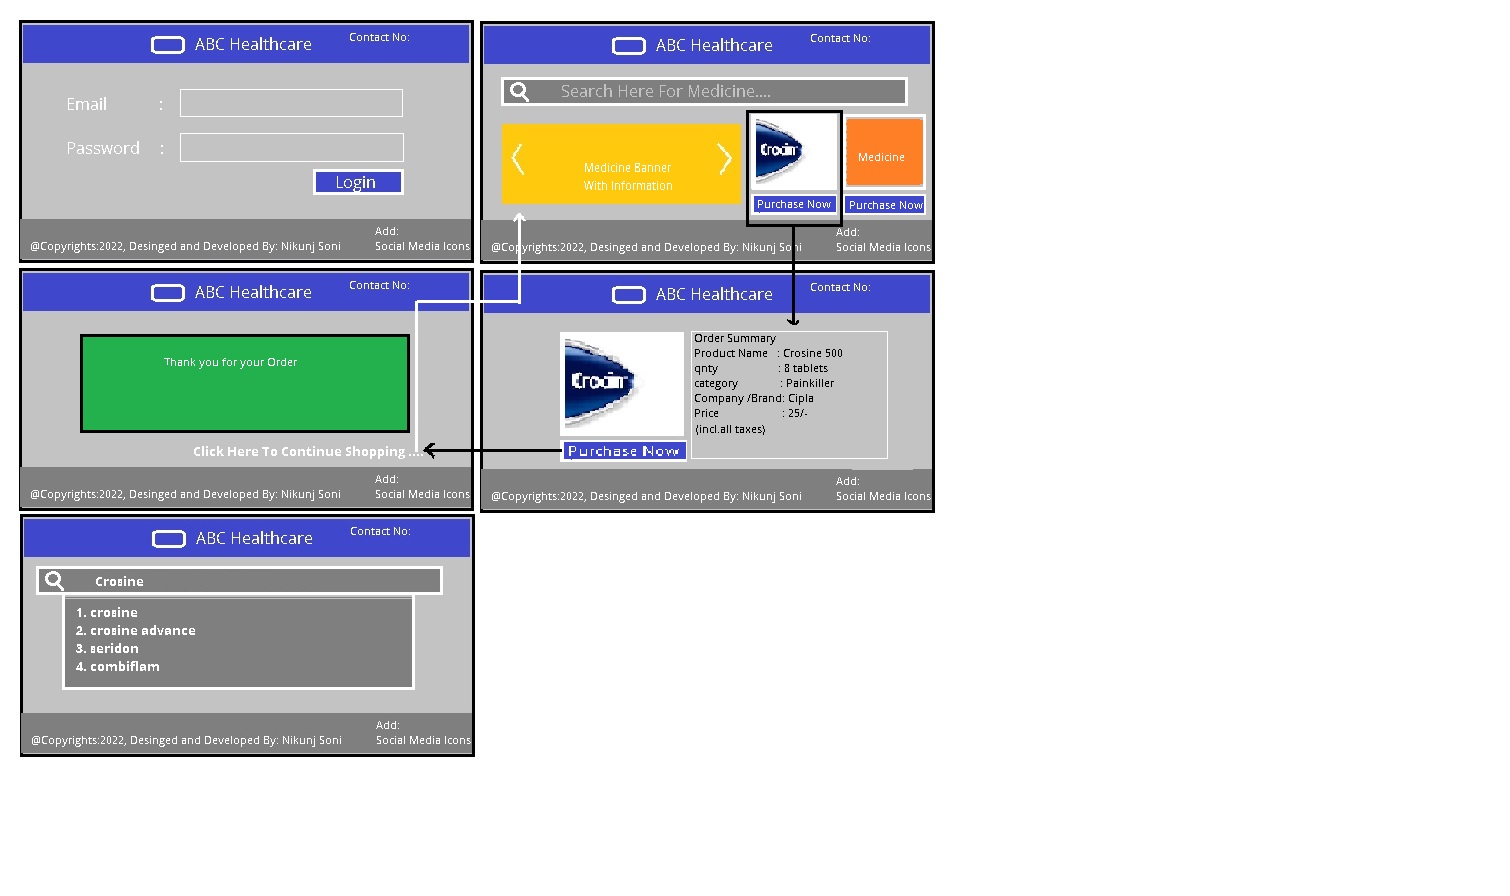 ABC Healthcare
Contact No:
Email :
Password :
Login
@Copyrights:2022, Desinged and Developed By: Nikunj Soni
Add:
Social Media Icons
ABC Healthcare
Contact No:
Search Here For Medicine....
Medicine Banner
With Information
Crocin
Purchase Now
Medicine
Purchase Now
@Copyrights:2022, Desinged and Developed By: Nikunj Soni
Add:
Social Media Icons
ABC Healthcare
Contact No:
Thank you for your Order
Click Here To Continue Shopping ....
@Copyrights:2022, Desinged and Developed By: Nikunj Soni
Add:
Social Media Icons
ABC Healthcare
Contact No:
Crocin
Purchase Now
Order Summary
Product Name : Crosine 500
qnty : 8 tablets
category : Painkiller
Company /Brand: Cipla
Price : 25/-
(incl.all taxes)
@Copyrights:2022, Desinged and Developed By: Nikunj Soni
Add:
Social Media Icons
ABC Healthcare
Contact No:
Crosine
1. crosine
2. crosine advance
3. seridon
4. combiflam
@Copyrights:2022, Desinged and Developed By: Nikunj Soni
Add:
Social Media Icons